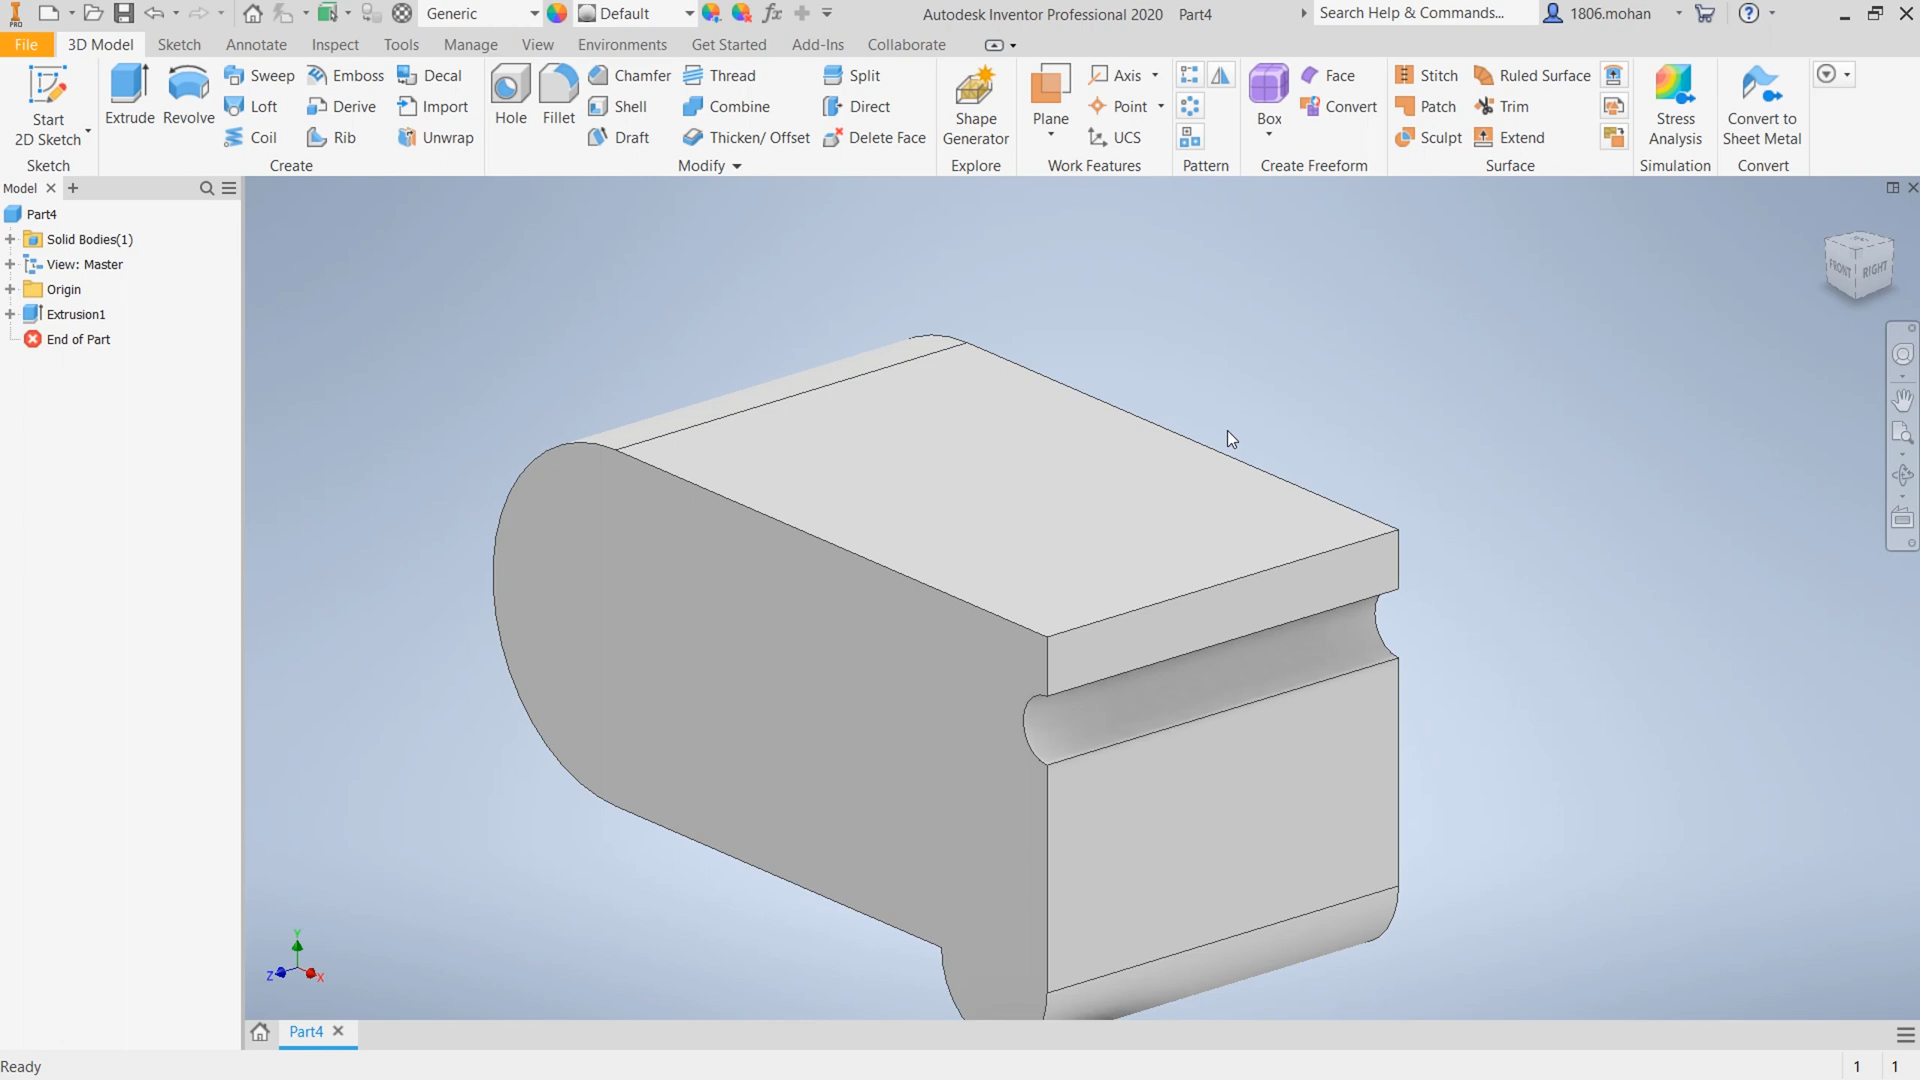 PRO
Generic
Default
fx
Autodesk Inventor Professional 2020 Part4
Search Help & Commands...
1806.mohan
File
3D Model
Sketch
Annotate
Inspect
Tools
Manage
View
Environments
Get Started
Add-Ins
Collaborate
Start
2D Sketch
Sketch
Extrude
Revolve
Sweep
Loft
Coil
Emboss
Derive
Rib
Decal
Import
Unwrap
Create
Hole
Fillet
Chamfer
Shell
Draft
Thread
Combine
Thicken/ Offset
Split
Direct
Delete Face
Modify
Shape
Generator
Explore
Plane
Axis
Point
UCS
Work Features
Pattern
Box
Face
Convert
Create Freeform
Stitch
Patch
Sculpt
Ruled Surface
Trim
Extend
Surface
Stress
Analysis
Simulation
Convert to
Sheet Metal
Convert
Model
Part4
Solid Bodies(1)
View: Master
Origin
Extrusion1
End of Part
FRONT
RIGHT
Y
Z
X
Part4
Ready
1
1